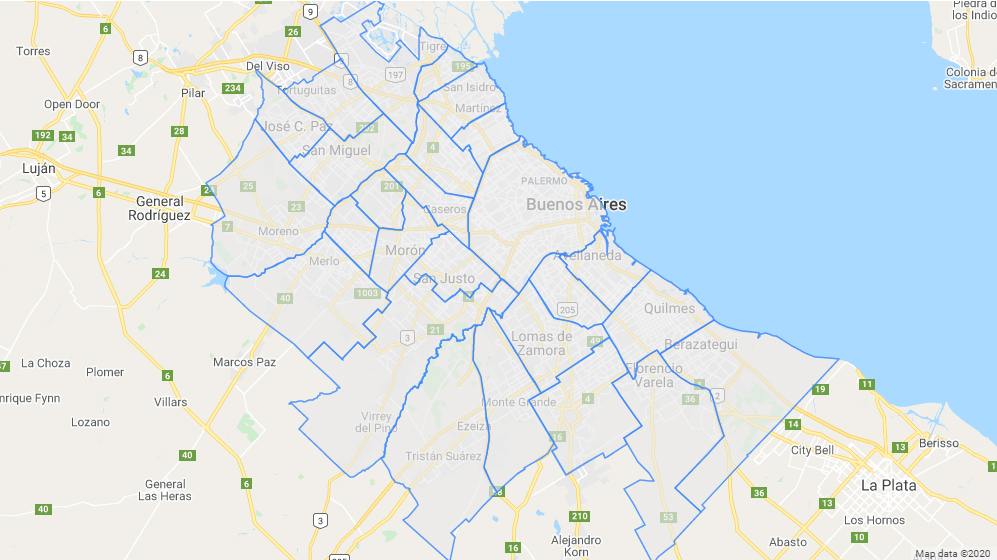 Piedra d
los Indio
9
6
26
Torres
Tigre
8
195
Del Viso
197
8
Colonia de
Sacramen
Pilar
234
Tortuguitas
San Isidro
Open Door
Martínez
José C. Paz
202
192
34
28
4
34
San Miguel
Luján
5
6
25
201
PALERMO
General
Rodríguez
23
Caseros
Buenos Aires
7
Moreno
Merlo
Morón
Avellaneda
24
San Justo
40
1003
205
Quilmes
21
3
Lomas de
Zamora
49
Berazategui
La Choza
Marcos Paz
Plomer
6
Florencio
Varela
11
19
nrique Fynn
Villars
Monte Grande
4
36
2
Lozano
Virrey
del Pino
Ezeiza
14
16
13
Berisso
City Bell
40
Tristán Suárez
General
Las Heras
6
La Plata
36
13
40
3
210
53
Los Hornos
Alejandro
Korn
16
10
Abasto
Map data ©2020